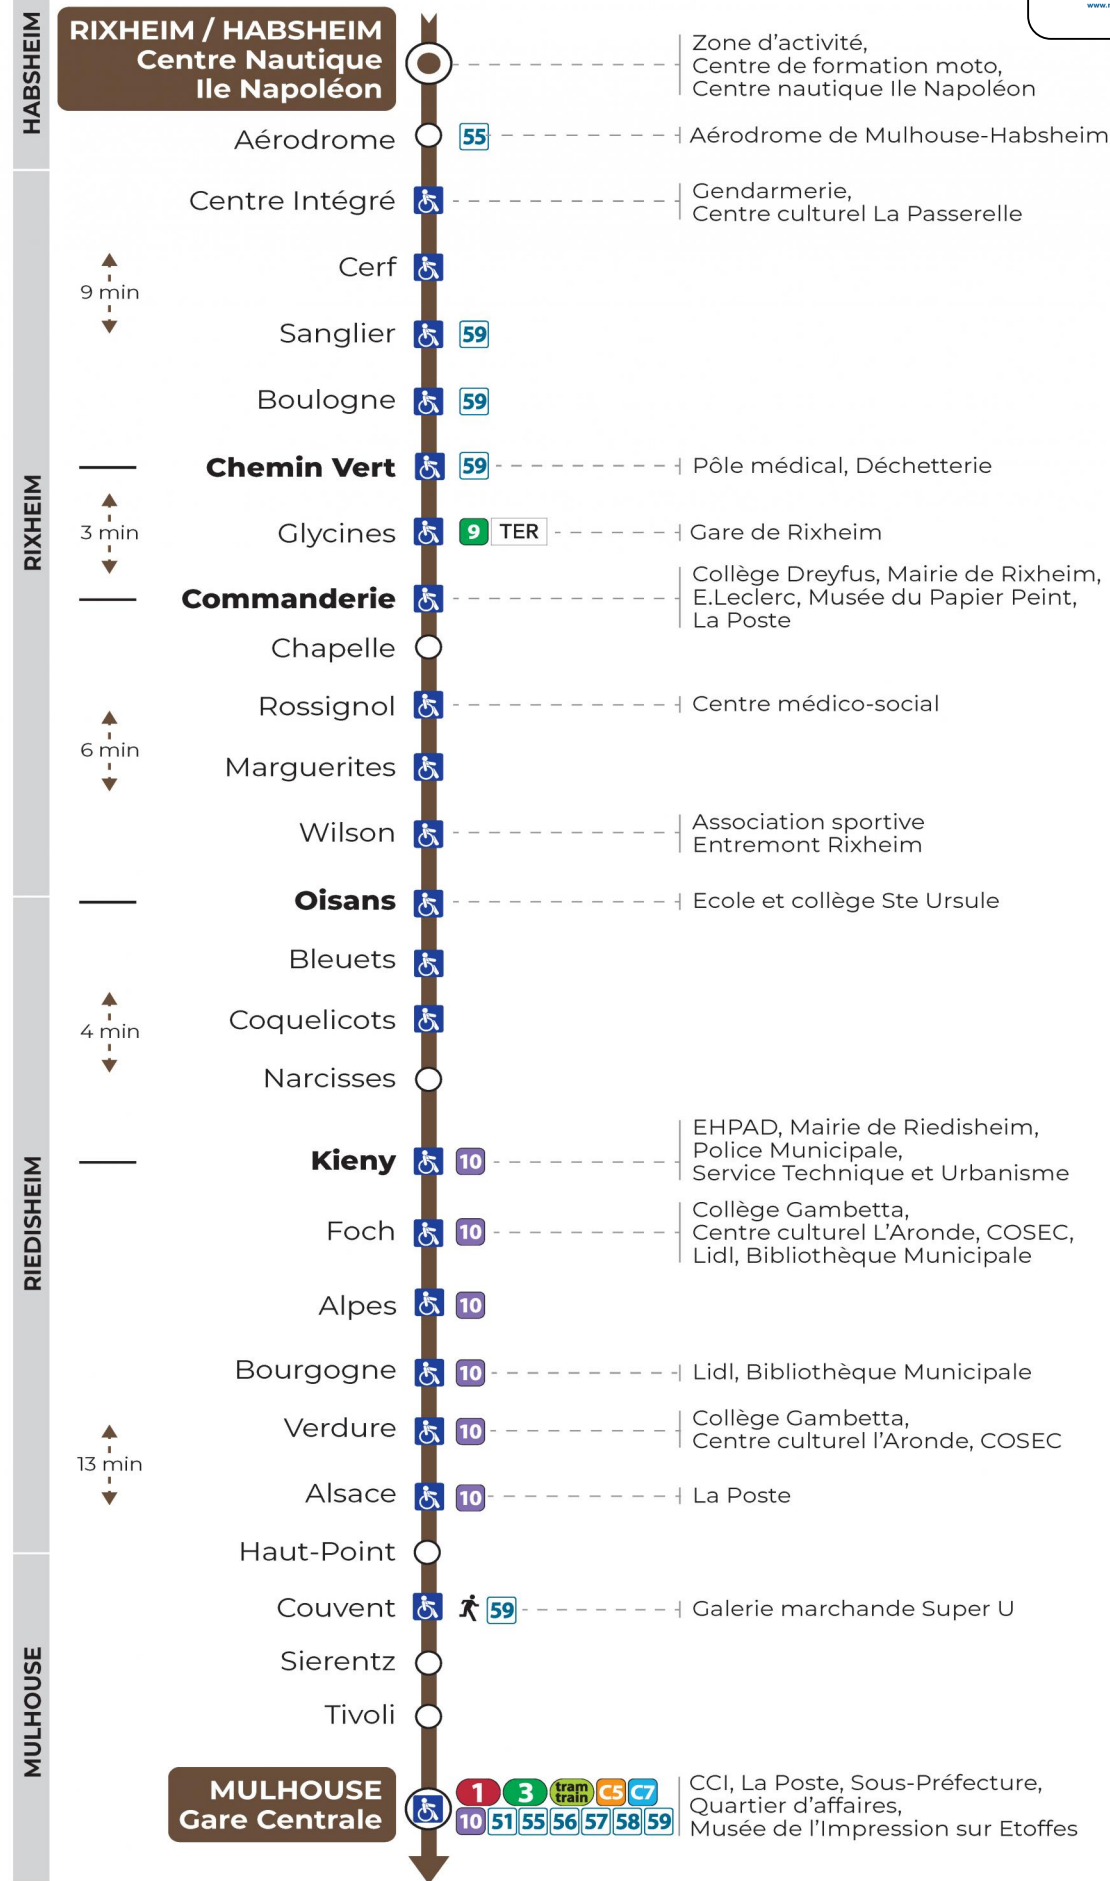 www.
HABSHEIM
RIXHEIM / HABSHEIM
Centre Nautique
Ile Napoléon
Zone d'activité,
Centre de formation moto,
Centre nautique Ile Napoléon
Aérodrome
55
Aérodrome de Mulhouse-Habsheim
RIXHEIM
Centre Intégré
Gendarmerie,
Centre culturel La Passerelle
Cerf
9 min
Sanglier
59
Boulogne
59
Chemin Vert
59
Pôle médical, Déchetterie
3 min
Glycines
9 TER
Gare de Rixheim
Commanderie
Collège Dreyfus, Mairie de Rixheim,
E.Leclerc, Musée du Papier Peint,
La Poste
Chapelle
Rossignol
Centre médico-social
6 min
Marguerites
Wilson
Association sportive
Entremont Rixheim
RIEDISHEIM
Oisans
Ecole et collège Ste Ursule
Bleuets
4 min
Coquelicots
Narcisses
Kieny
10
EHPAD, Mairie de Riedisheim,
Police Municipale,
Service Technique et Urbanisme
Foch
10
Collège Gambetta,
Centre culturel L'Aronde, COSEC,
Lidl, Bibliothèque Municipale
Alpes
10
Bourgogne
10
Lidl, Bibliothèque Municipale
Verdure
10
Collège Gambetta,
Centre culturel l'Aronde, COSEC
13 min
Alsace
10
La Poste
Haut-Point
MULHOUSE
Couvent
59
Galerie marchande Super U
Sierentz
Tivoli
MULHOUSE
Gare Centrale
1 3 tram train C5 C7
10 51 55 56 57 58 59
CCI, La Poste, Sous-Préfecture,
Quartier d'affaires,
Musée de l'Impression sur Etoffes